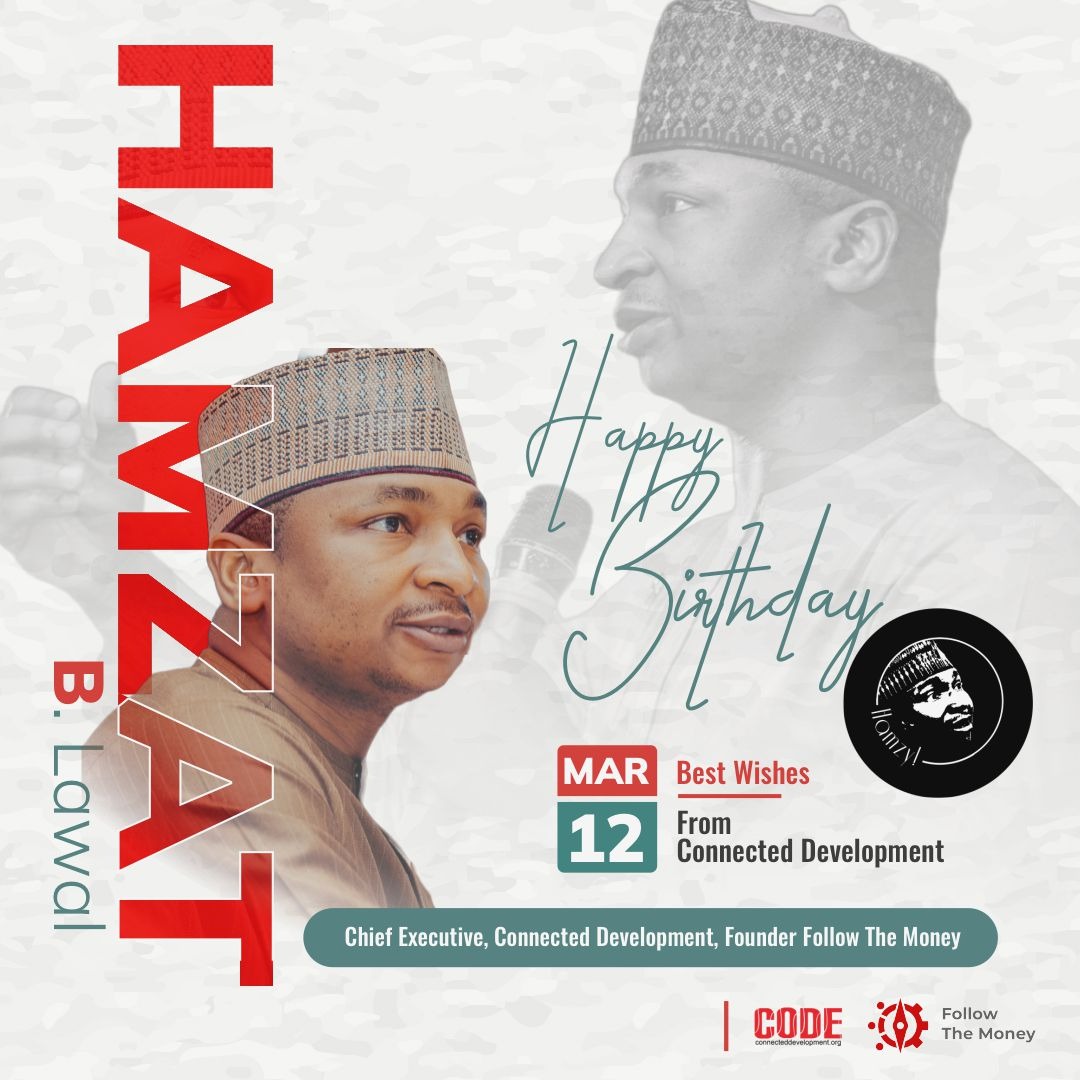 HAMZAT
B. Lawal
Happy
Birthday
HAMZAT
MAR
12
Best Wishes
From
Connected Development
Chief Executive, Connected Development, Founder Follow The Money
CODE
connecteddevelopment.org
Follow
The Money